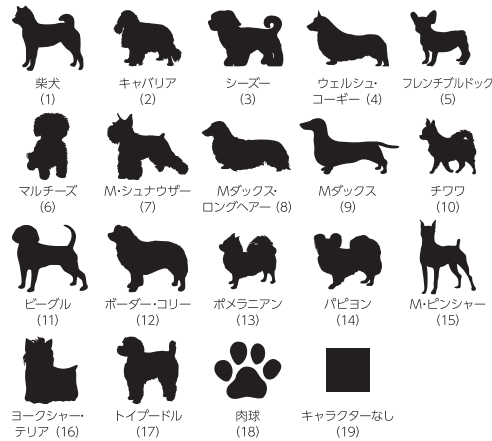 柴犬
(1)
キャバリア
(2)
シーズー
(3)
ウェルシュ・
コーギー (4)
フレンチブルドック
(5)
マルチーズ
(6)
M・シュナウザー
(7)
Mダックス・
ロングヘアー (8)
Mダックス
(9)
チワワ
(10)
ビーグル
(11)
ボーダー・コリー
(12)
ポメラニアン
(13)
パピヨン
(14)
M・ピンシャー
(15)
ヨークシャー・
テリア (16)
トイプードル
(17)
肉球
(18)
キャラクターなし
(19)